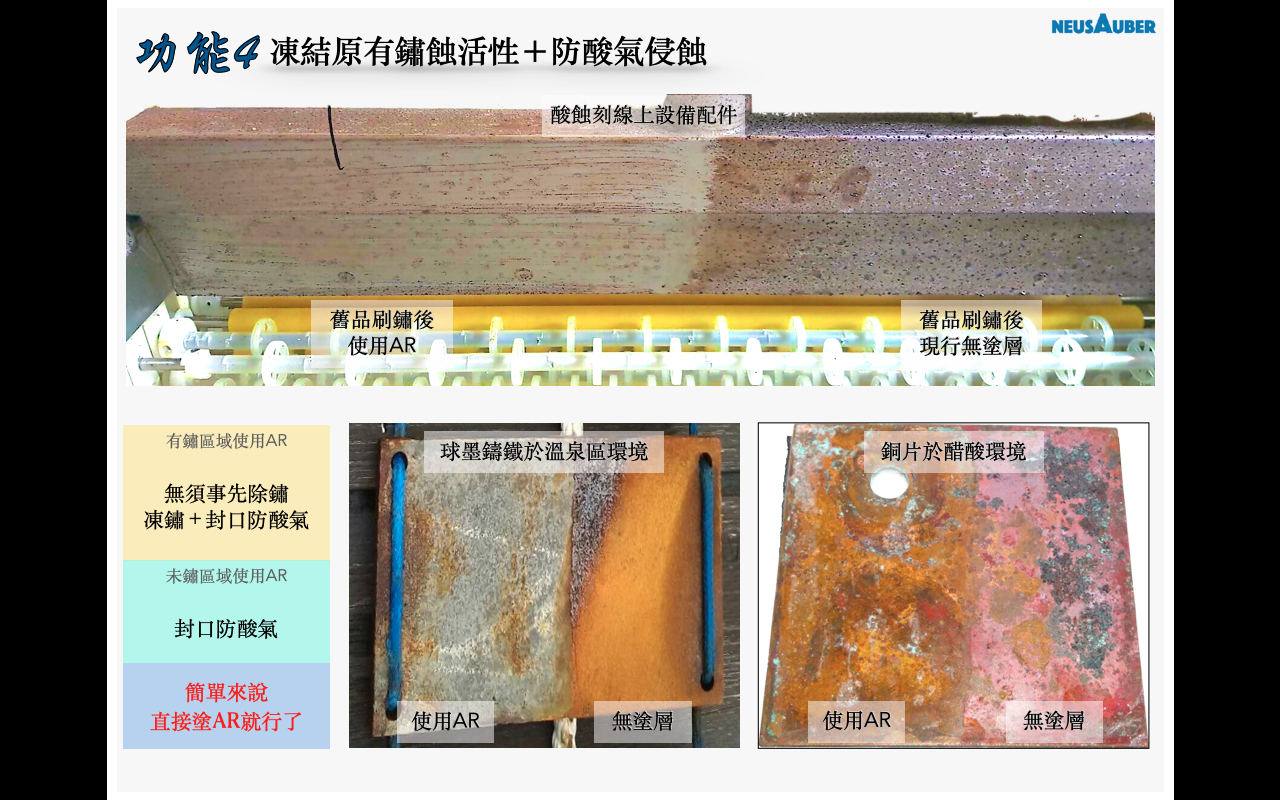 NEUSAUBER
功能4 凍結原有鏽蝕活性＋防酸氣侵蝕
酸蝕刻線上設備配件
舊品刷鏽後
使用AR
舊品刷鏽後
現行無塗層
有鏽區域使用AR
無須事先除鏽
凍鏽＋封口防酸氣
未鏽區域使用AR
封口防酸氣
簡單來說
直接塗AR就行了
球墨鑄鐵於溫泉區環境
使用AR
無塗層
銅片於醋酸環境
使用AR
無塗層